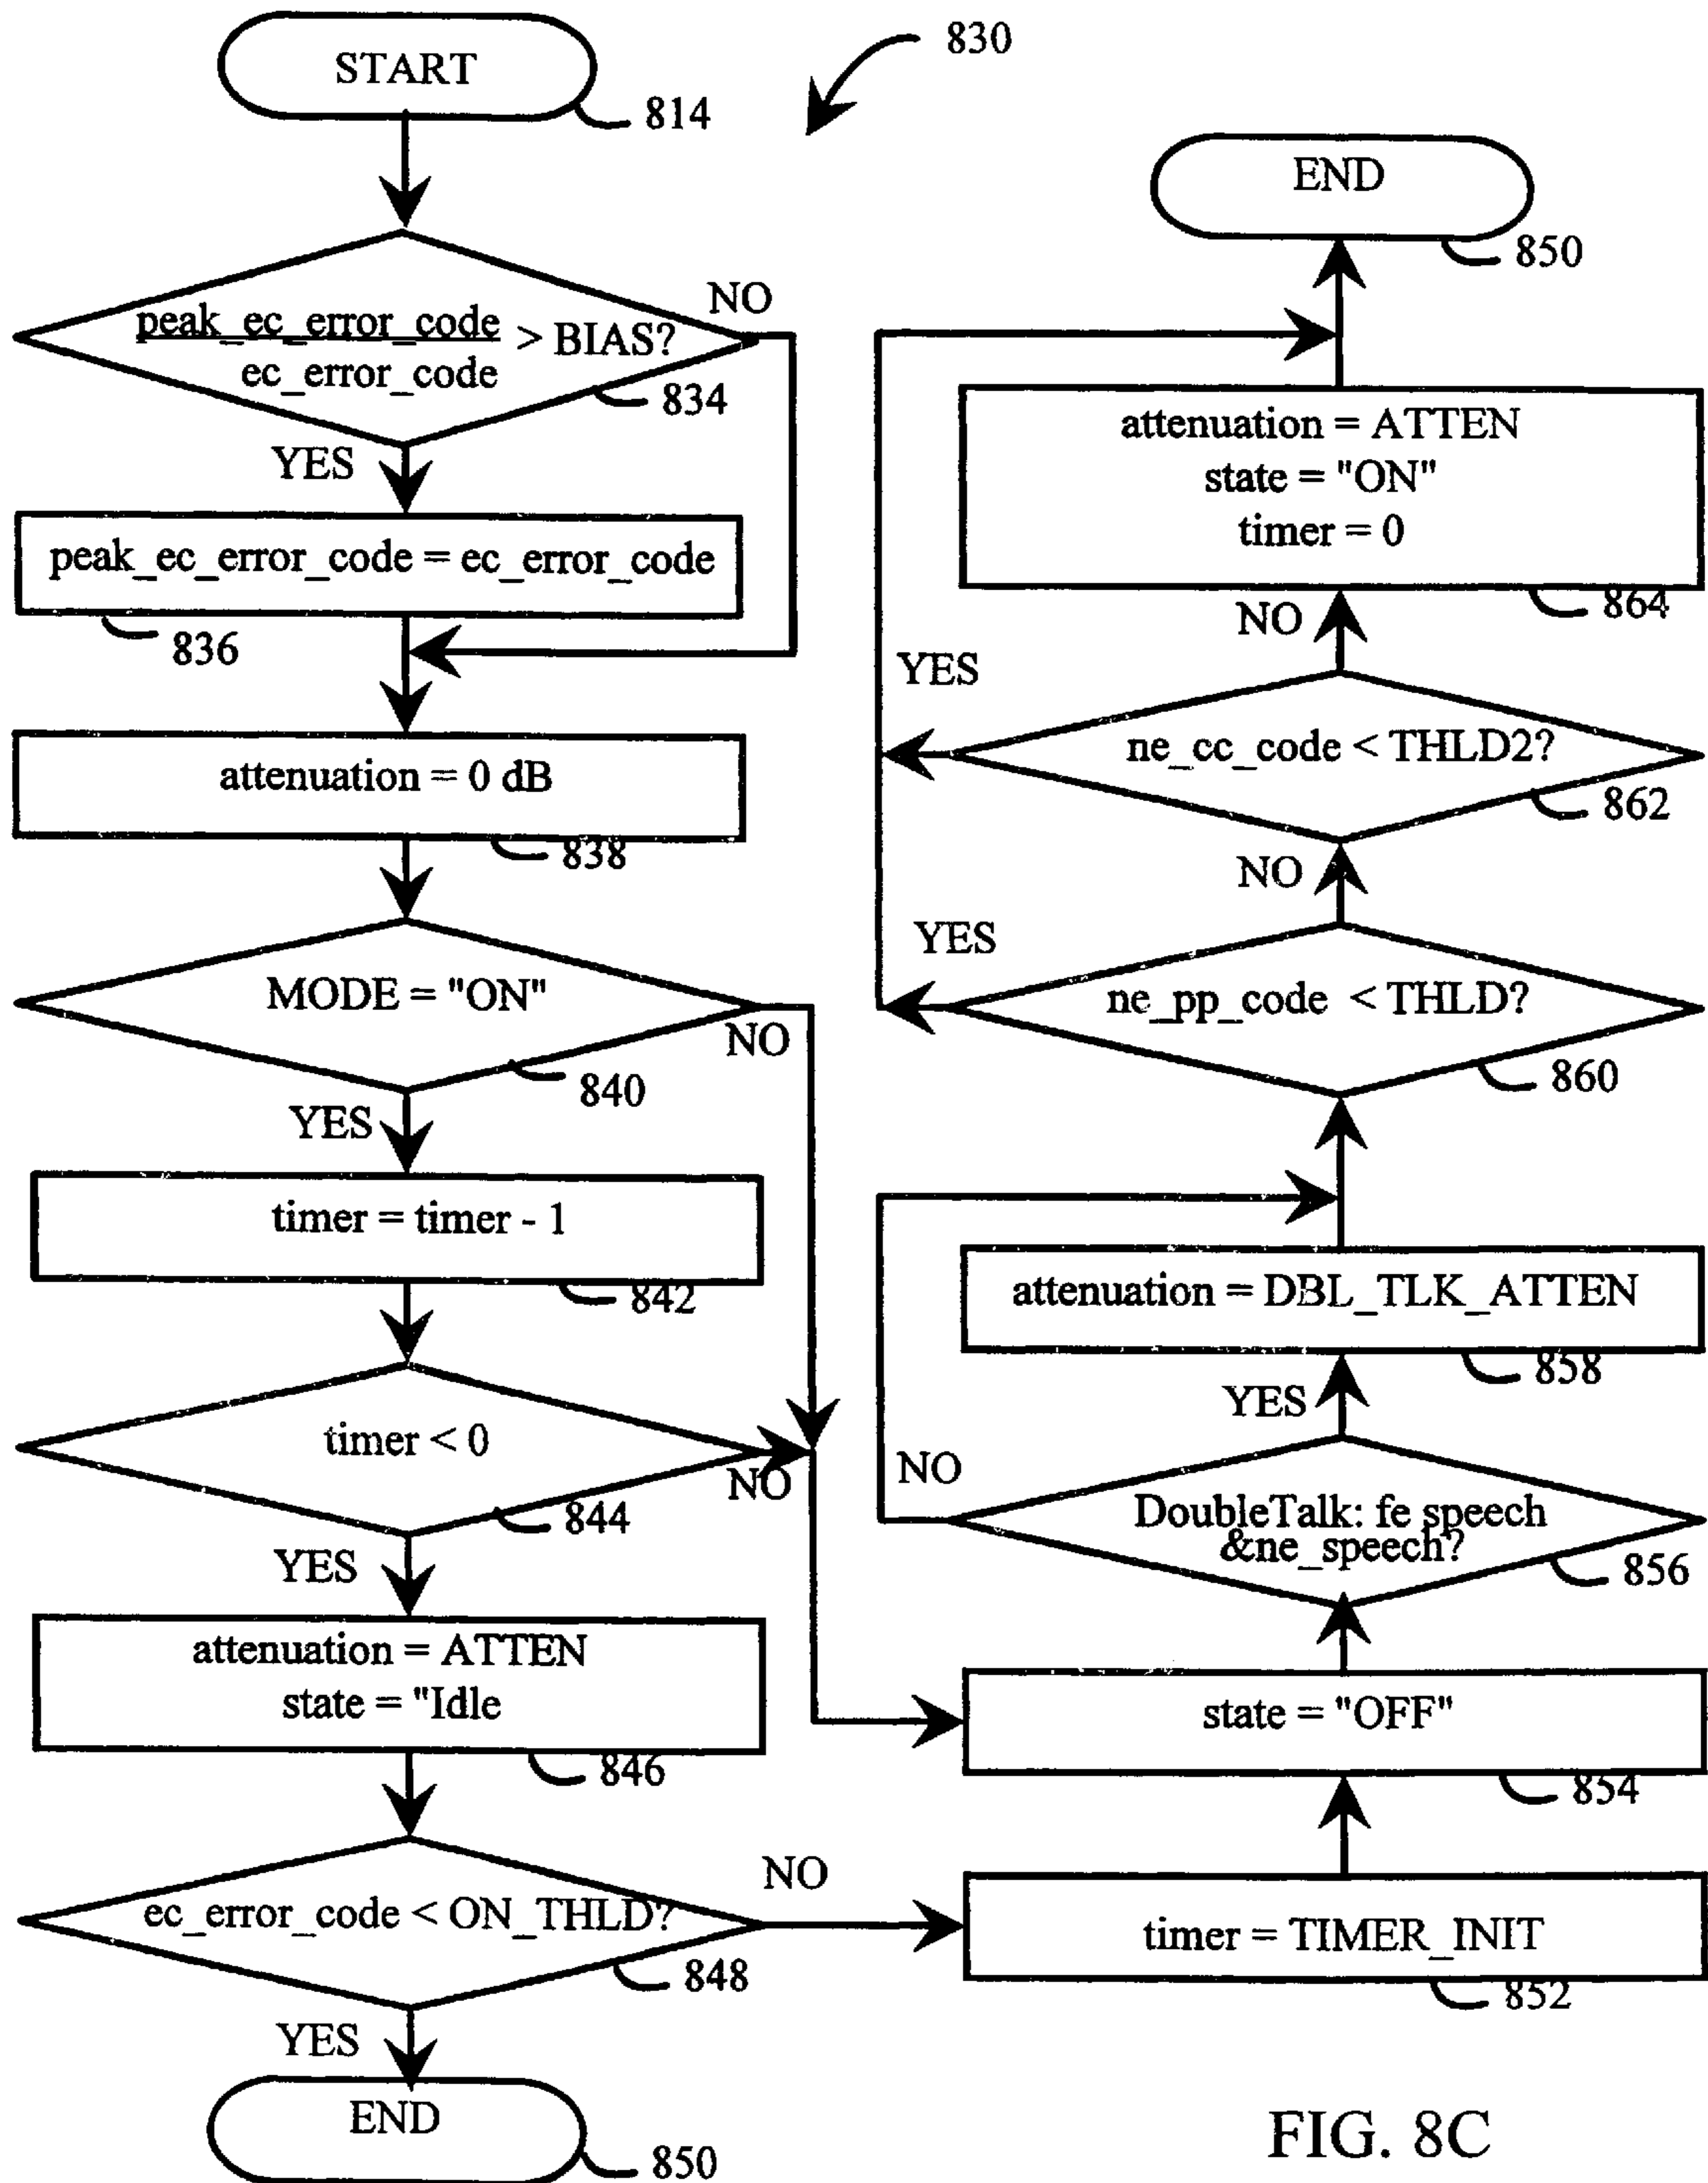 START
814
830
peak_ec_error_code
ec_error_code
> BIAS?
NO
834
YES
peak_ec_error_code = ec_error_code
836
attenuation = 0 dB
838
MODE = "ON"
NO
840
YES
timer = timer - 1
842
timer < 0
NO
844
YES
attenuation = ATTEN
state = "Idle
846
ec_error_code < ON_THLD?
NO
848
YES
END
850
timer = TIMER_INIT
852
state = "OFF"
854
DoubleTalk: fe speech
&ne_speech?
856
NO
YES
attenuation = DBL_TLK_ATTEN
858
ne_pp_code < THLD?
860
YES
NO
ne_cc_code < THLD2?
862
YES
NO
attenuation = ATTEN
state = "ON"
timer = 0
864
END
850
FIG. 8C